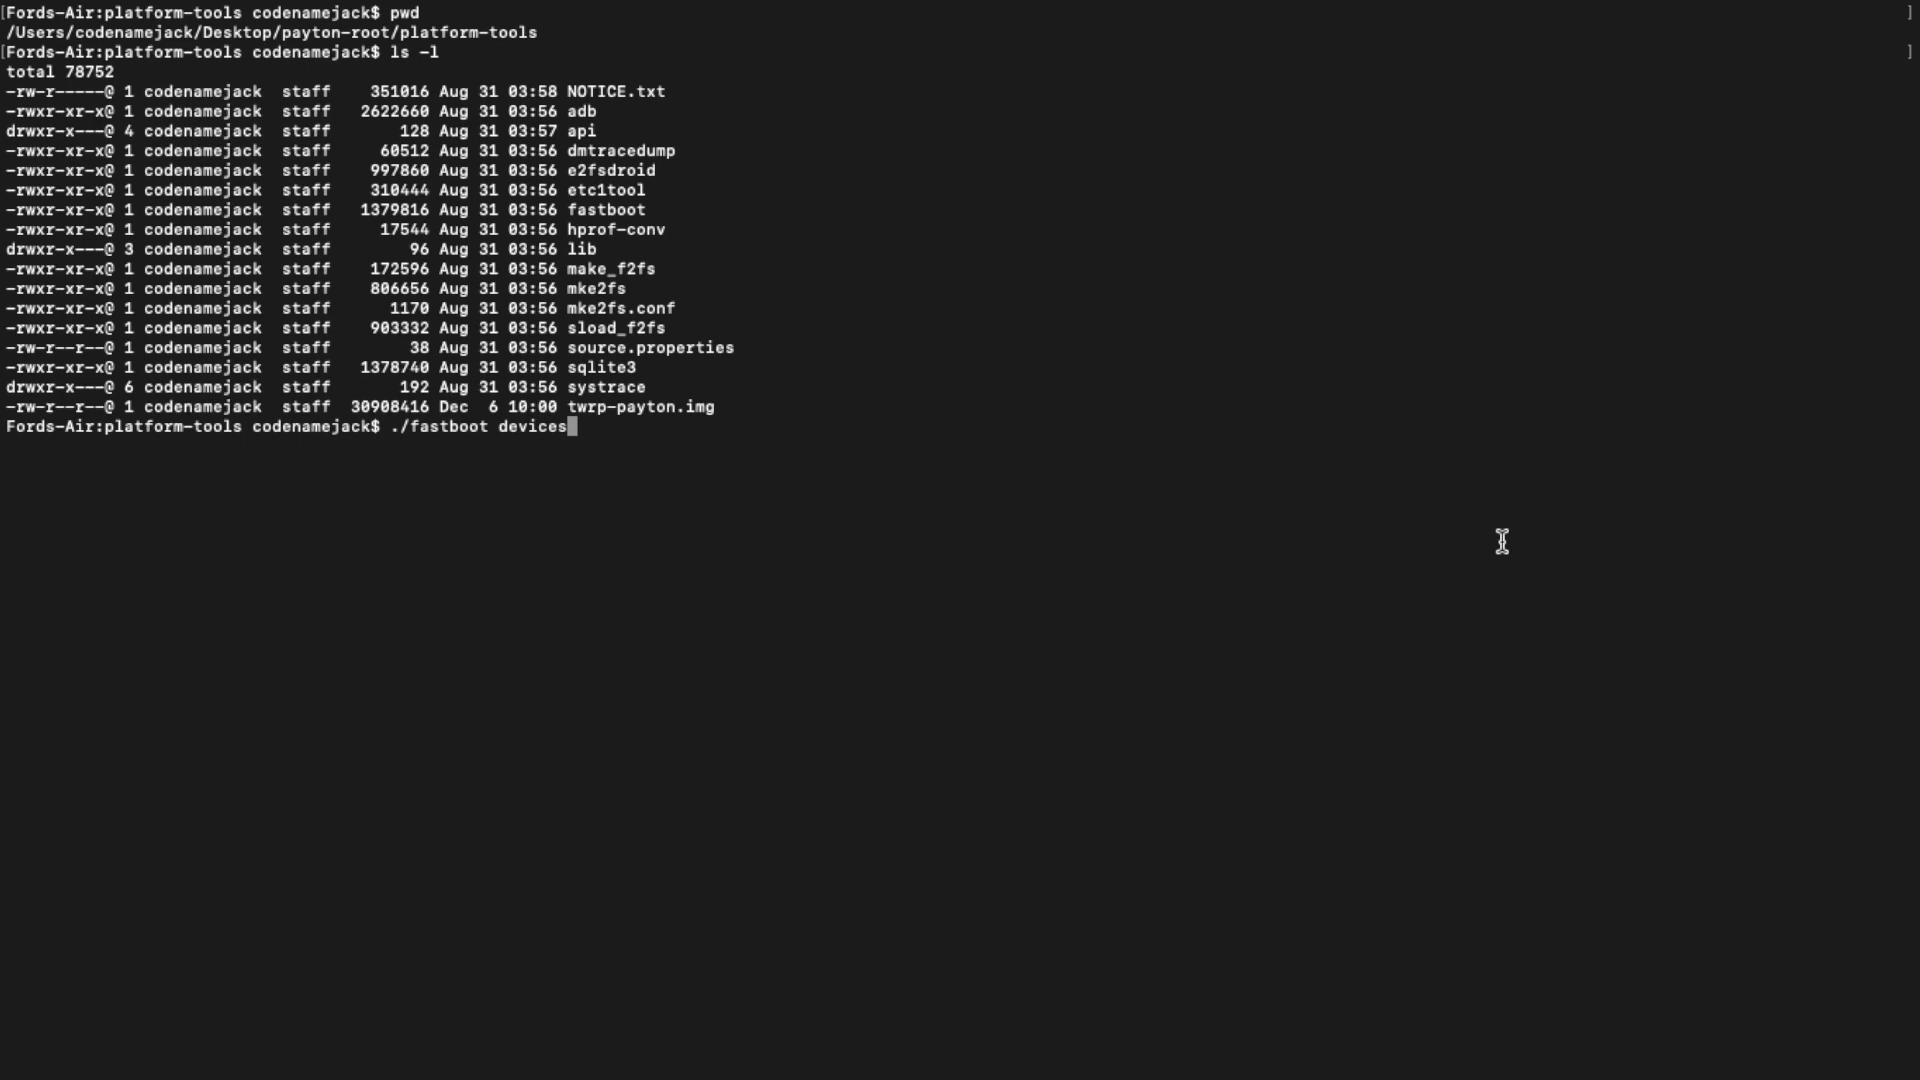 [Fords-Air:platform-tools codenamejack$ pwd ]
/Users/codenamejack/Desktop/payton-root/platform-tools
[Fords-Air:platform-tools codenamejack$ ls -l ]
total 78752
-rw-r-----@ 1 codenamejack  staff    351016 Aug 31 03:58 NOTICE.txt
-rwxr-xr-x@ 1 codenamejack  staff   2622660 Aug 31 03:56 adb
drwxr-x---@ 4 codenamejack  staff       128 Aug 31 03:57 api
-rwxr-xr-x@ 1 codenamejack  staff     60512 Aug 31 03:56 dmtracedump
-rwxr-xr-x@ 1 codenamejack  staff    997860 Aug 31 03:56 e2fsdroid
-rwxr-xr-x@ 1 codenamejack  staff    310444 Aug 31 03:56 etc1tool
-rwxr-xr-x@ 1 codenamejack  staff   1379816 Aug 31 03:56 fastboot
-rwxr-xr-x@ 1 codenamejack  staff     17544 Aug 31 03:56 hprof-conv
drwxr-x---@ 3 codenamejack  staff        96 Aug 31 03:56 lib
-rwxr-xr-x@ 1 codenamejack  staff    172596 Aug 31 03:56 make_f2fs
-rwxr-xr-x@ 1 codenamejack  staff    806656 Aug 31 03:56 mke2fs
-rwxr-xr-x@ 1 codenamejack  staff      1170 Aug 31 03:56 mke2fs.conf
-rwxr-xr-x@ 1 codenamejack  staff    903332 Aug 31 03:56 sload_f2fs
-rw-r--r--@ 1 codenamejack  staff        38 Aug 31 03:56 source.properties
-rwxr-xr-x@ 1 codenamejack  staff   1378740 Aug 31 03:56 sqlite3
drwxr-x---@ 6 codenamejack  staff       192 Aug 31 03:56 systrace
-rw-r--r--@ 1 codenamejack  staff  30908416 Dec  6 10:00 twrp-payton.img
Fords-Air:platform-tools codenamejack$ ./fastboot devices